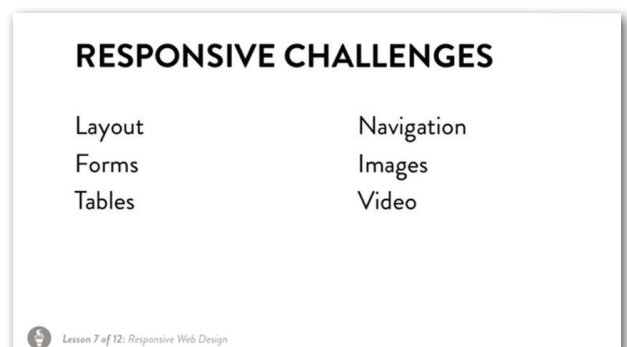 RESPONSIVE CHALLENGES
Layout
Forms
Tables
Navigation
Images
Video
Lesson 7 of 12: Responsive Web Design